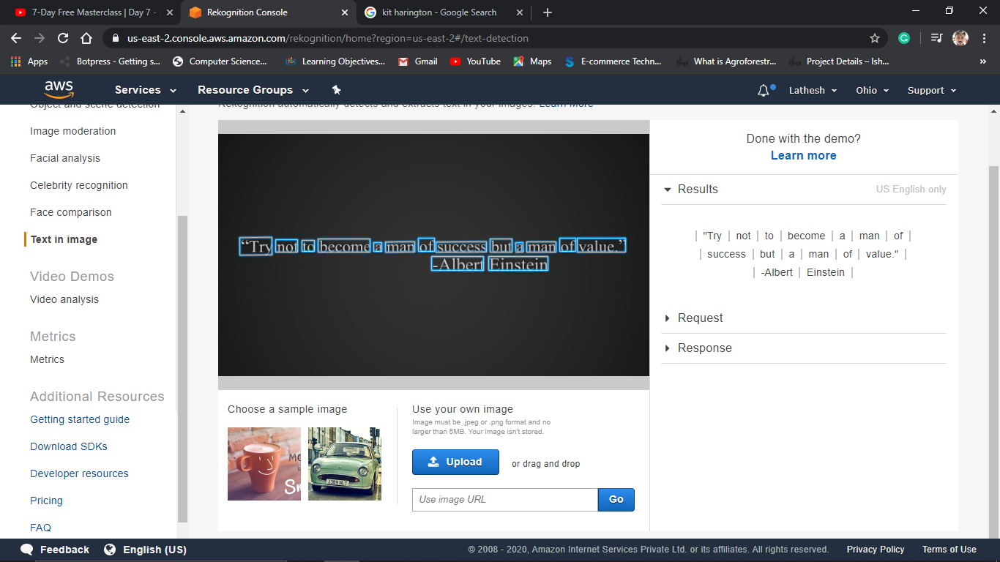 7-Day Free Masterclass | Day 7 -
Rekognition Console
kit harington - Google Search
us-east-2.console.aws.amazon.com/rekognition/home?region=us-east-2#/text-detection
Apps
Botpress - Getting s...
Computer Science...
Learning Objectives...
Gmail
YouTube
Maps
E-commerce Techn...
What is Agroforestr...
Project Details – Ish...
»
aws
Services
Resource Groups
Lathesh
Ohio
Support
Object and scene detection
Image moderation
Facial analysis
Celebrity recognition
Face comparison
Text in image
Video Demos
Video analysis
Metrics
Metrics
Additional Resources
Getting started guide
Download SDKs
Developer resources
Pricing
FAQ
Rekognition automatically detects and extracts text in your images. Learn More
“Try not to become a man of success but a man of value.”
-Albert Einstein
Choose a sample image
J389 NLT
Use your own image
Image must be .jpeg or .png format and no
larger than 5MB. Your image isn't stored.
Upload
or drag and drop
Use image URL
Go
Done with the demo?
Learn more
Results
US English only
| "Try | not | to | become | a | man | of |
| success | but | a | man | of | value." |
| -Albert | Einstein |
Request
Response
Feedback
English (US)
© 2008 - 2020, Amazon Internet Services Private Ltd. or its affiliates. All rights reserved.
Privacy Policy
Terms of Use